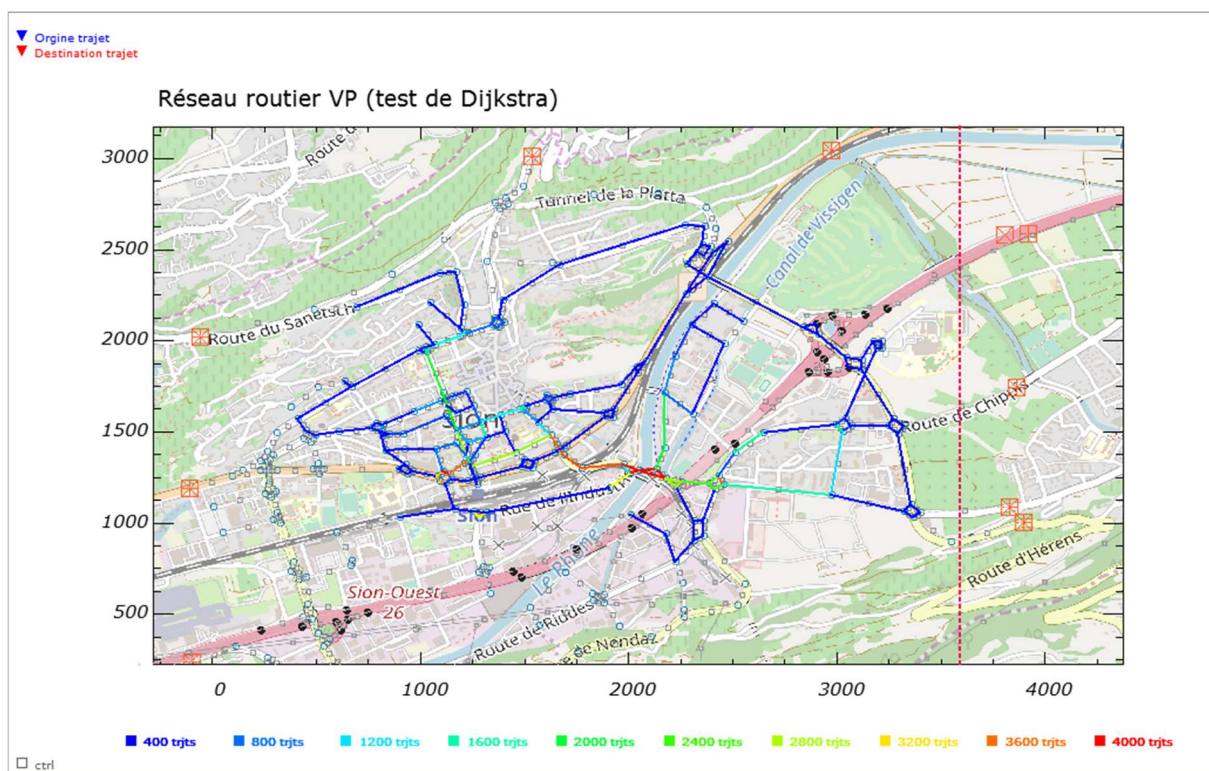 Orgine trajet
Destination trajet
Réseau routier VP (test de Dijkstra)
3000
2500
2000
1500
1000
500
Route
Tunnel de la Platta
Canal de Vissigen
Route du Sanetsch
Sion
Route de Chippis
Rue de l'Industrie
Sion
Le Rhône
Route d'Hérens
Sion-Ouest
26
Route de Riddes
de Nendaz
0
1000
2000
3000
4000
400 trjts
800 trjts
1200 trjts
1600 trjts
2000 trjts
2400 trjts
2800 trjts
3200 trjts
3600 trjts
4000 trjts
ctrl